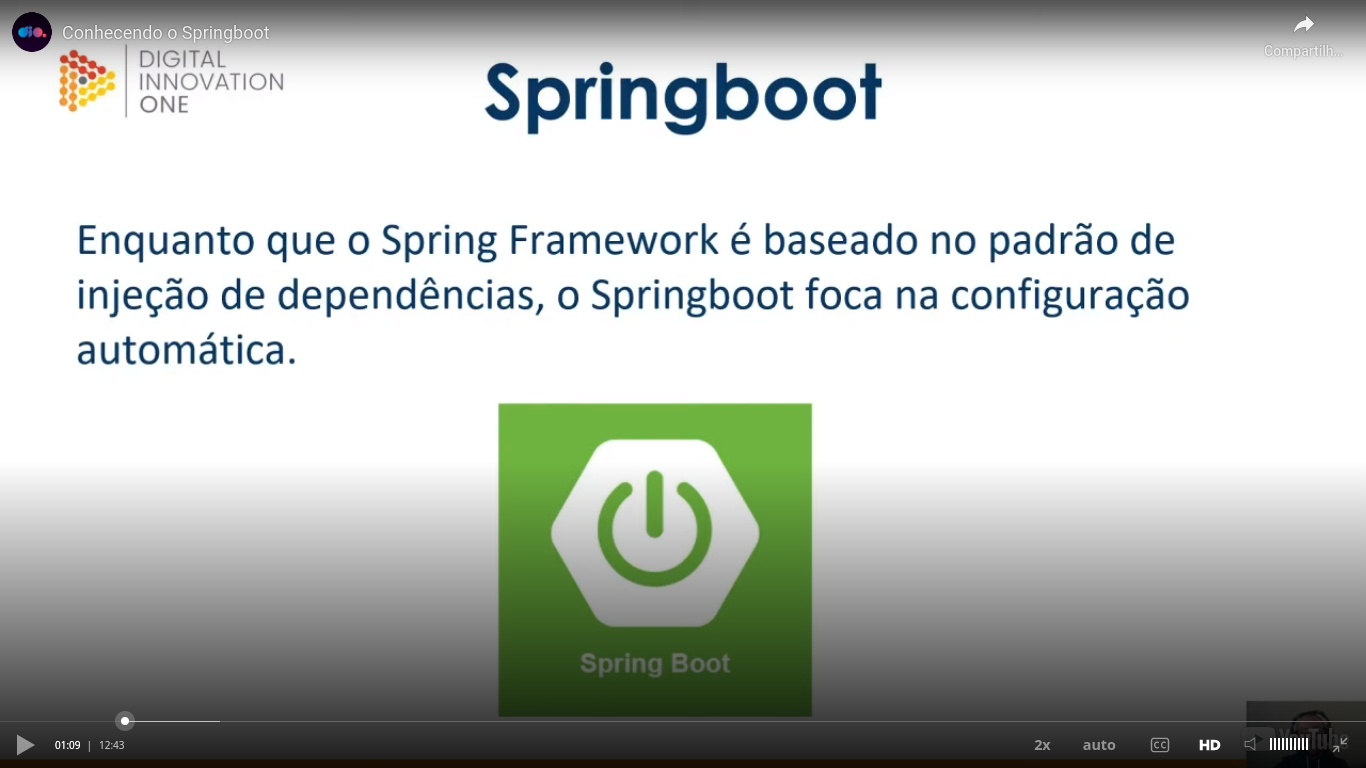 Conhecendo o Springboot
Compartilh...
DIGITAL
INNOVATION
ONE
Springboot
Enquanto que o Spring Framework é baseado no padrão de
injeção de dependências, o Springboot foca na configuração
automática.
Spring Boot
01:09 | 12:43
2x auto CC HD
YouTube